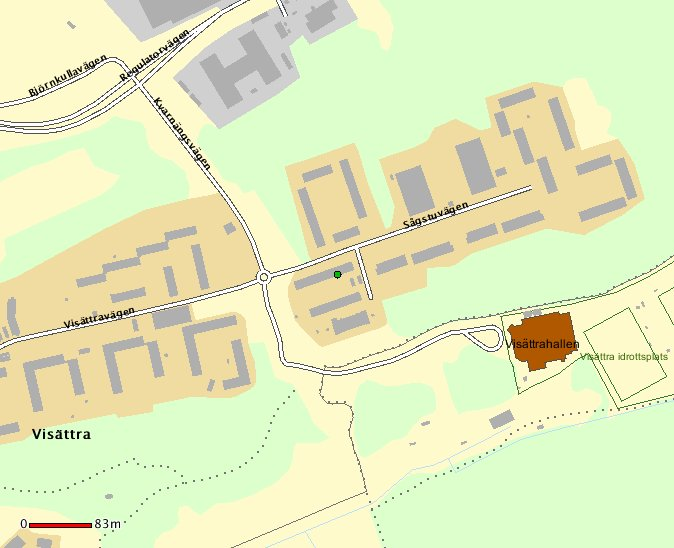 Björnkullavägen
Regulatorvägen
Kvarnängsvägen
Sågstuvägen
Visättravägen
Visättrahallen
Visättra idrottsplats
Visättra
0 83m